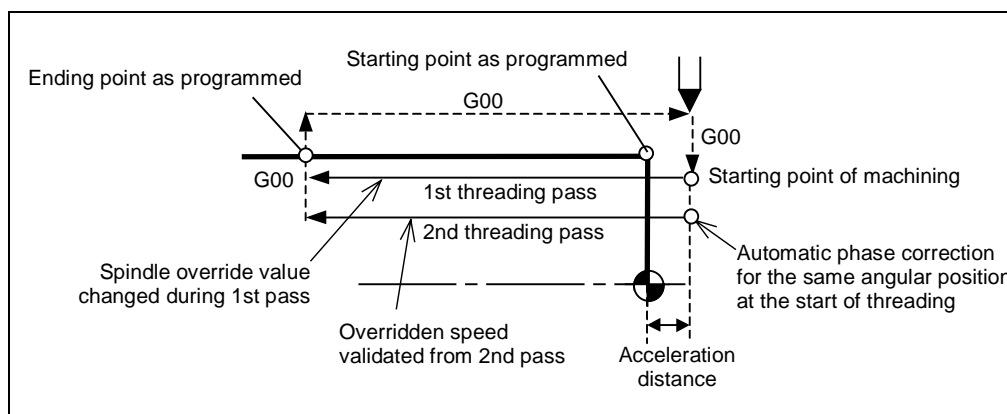 Ending point as programmed
Starting point as programmed
G00
G00
G00
Starting point of machining
1st threading pass
2nd threading pass
Spindle override value
changed during 1st pass
Automatic phase correction
for the same angular position
at the start of threading
Overridden speed
validated from 2nd pass
Acceleration
distance